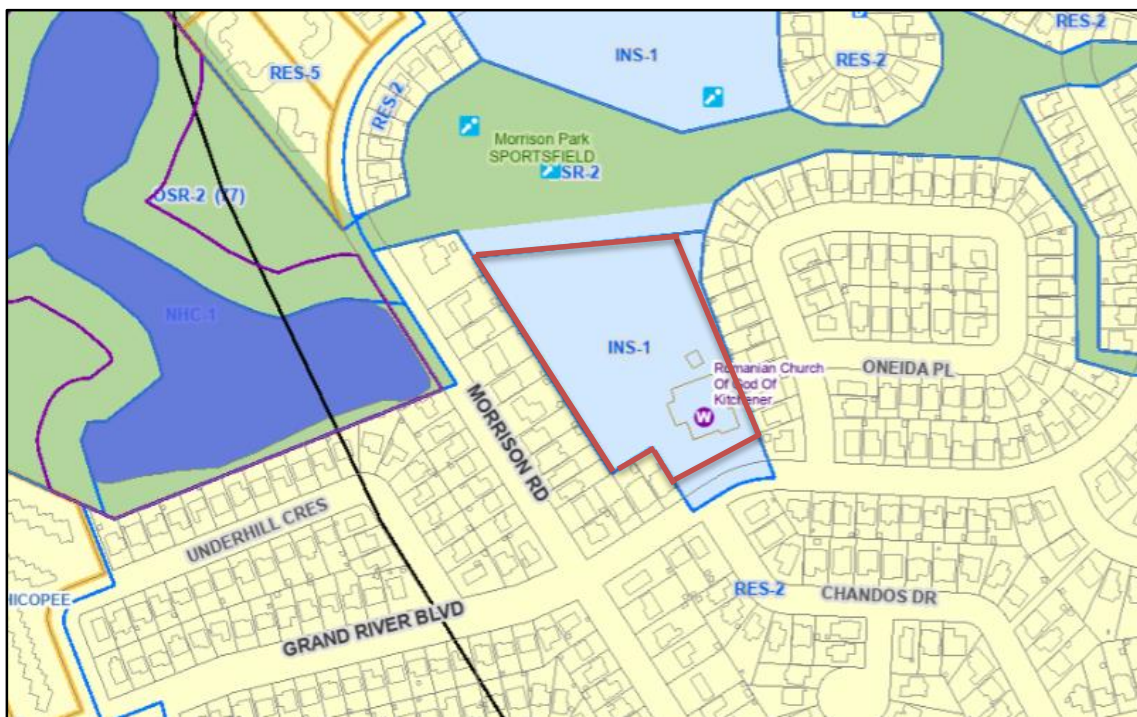 RES-2
INS-1
RES-2
RES-5
RES-2
Morrison Park
SPORTSFIELD
SR-2
OSR-2 (77)
NHC-1
INS-1
Romanian Church
Of God Of
Kitchener
W
ONEIDA PL
MORRISON RD
UNDERHILL CRES
HICOPEE
RES-2
CHANDOS DR
GRAND RIVER BLVD